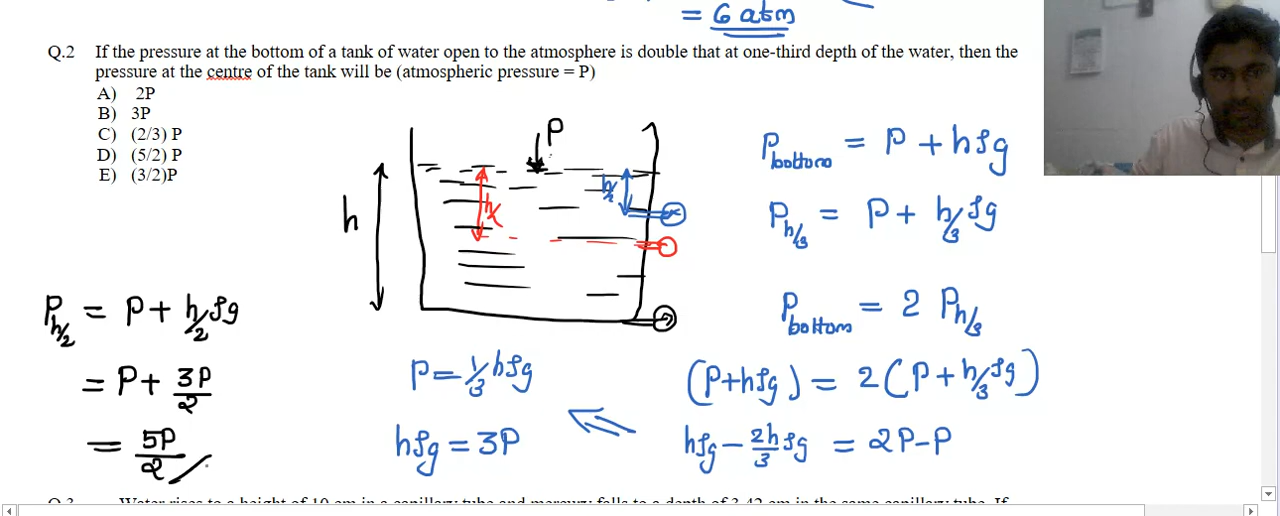 = 6 atm
Q.2 If the pressure at the bottom of a tank of water open to the atmosphere is double that at one-third depth of the water, then the
pressure at the centre of the tank will be (atmospheric pressure = P)
A) 2P
B) 3P
C) (2/3) P
D) (5/2) P
E) (3/2)P
P
h
h/2
h/3
P_bottom = P + hρg
P_h/3 = P + h/3 ρg
P_bottom = 2 P_h/3
(P+hρg) = 2(P+h/3 ρg)
hρg - 2h/3 ρg = 2P-P
P = 1/3 hρg
hρg = 3P
P_h/2 = P + h/2 ρg
= P + 3P/2
= 5P/2